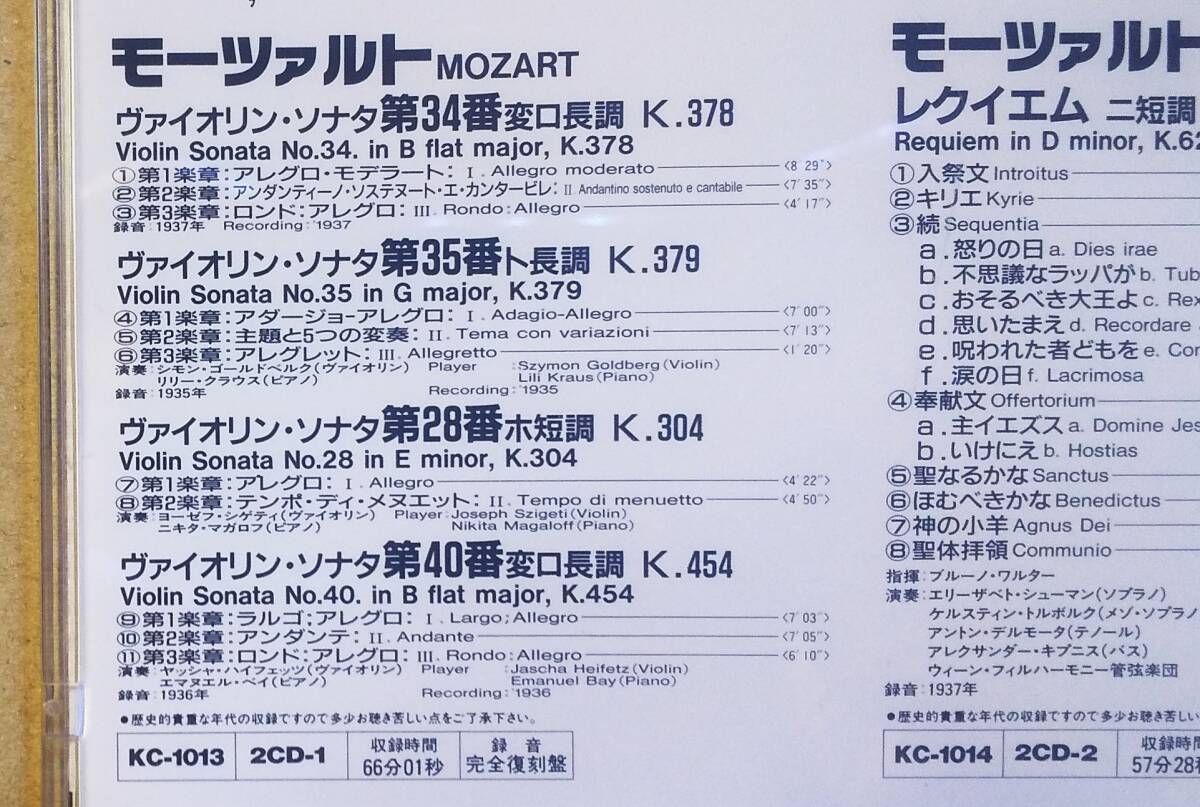 モーツァルト MOZART
ヴァイオリン・ソナタ第34番変ロ長調 K.378
Violin Sonata No.34. in B flat major, K.378
①第1楽章:アレグロ・モデラート: I. Allegro moderato 〈8′29″〉
②第2楽章:アンダンティーノ・ソステヌート・エ・カンタービレ: II. Andantino sostenuto e cantabile 〈7′35″〉
③第3楽章:ロンド:アレグロ: III. Rondo:Allegro 〈4′17″〉
録音:1937年 Recording:'1937
ヴァイオリン・ソナタ第35番ト長調 K.379
Violin Sonata No.35 in G major, K.379
④第1楽章:アダージョ-アレグロ: I. Adagio-Allegro 〈7′00″〉
⑤第2楽章:主題と5つの変奏: II. Tema con variazioni 〈7′13″〉
⑥第3楽章:アレグレット: III. Allegretto 〈1′20″〉
演奏:シモン・ゴールドベルク(ヴァイオリン) Player :Szymon Goldberg(Violin)
リリー・クラウス(ピアノ) Lili Kraus(Piano)
録音:1935年 Recording:'1935
ヴァイオリン・ソナタ第28番ホ短調 K.304
Violin Sonata No.28 in E minor, K.304
⑦第1楽章:アレグロ: I. Allegro 〈4′22″〉
⑧第2楽章:テンポ・ディ・メヌエット: II. Tempo di menuetto 〈4′50″〉
演奏:ヨーゼフ・シゲティ(ヴァイオリン) Player:Joseph Szigeti(Violin)
ニキタ・マガロフ(ピアノ) Nikita Magaloff(Piano)
ヴァイオリン・ソナタ第40番変ロ長調 K.454
Violin Sonata No.40. in B flat major, K.454
⑨第1楽章:ラルゴ;アレグロ: I. Largo;Allegro 〈7′03″〉
⑩第2楽章:アンダンテ: II. Andante 〈7′05″〉
⑪第3楽章:ロンド:アレグロ: III. Rondo:Allegro 〈6′10″〉
演奏:ヤッシャ・ハイフェッツ(ヴァイオリン) Player :Jascha Heifetz(Violin)
エマヌエル・ベイ(ピアノ) Emanuel Bay(Piano)
録音:1936年 Recording:'1936
●歴史的貴重な年代の収録ですので多少お聴き苦しい点をご了承下さい。
KC-1013 2CD-1 収録時間 66分01秒 録音 完全復刻盤
モーツァルト
レクイエム ニ短調
Requiem in D minor, K.62
①入祭文 Introitus
②キリエ Kyrie
③続 Sequentia
a.怒りの日 a. Dies irae
b.不思議なラッパが b. Tub
c.おそるべき大王よ c. Rex
d.思いたまえ d. Recordare
e.呪われた者どもを e. Con
f.涙の日 f. Lacrimosa
④奉献文 Offertorium
a.主イエズス a. Domine Jes
b.いけにえ b. Hostias
⑤聖なるかな Sanctus
⑥ほむべきかな Benedictus
⑦神の小羊 Agnus Dei
⑧聖体拝領 Communio
指揮:ブルーノ・ワルター
演奏:エリーザベト・シューマン(ソプラノ)
ケルスティン・トルボルク(メゾ・ソプラノ
アントン・デルモータ(テノール)
アレクサンダー・キプニス(バス)
ウィーン・フィルハーモニー管弦楽団
録音:1937年
●歴史的貴重な年代の収録ですので多少お聴き苦しい
KC-1014 2CD-2 収録時間 57分28秒